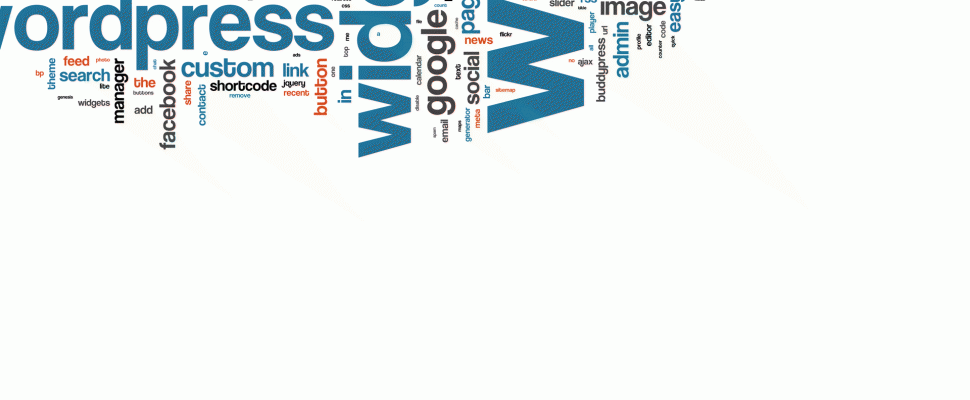 wordpress
css
count
slider
image
easy
google
page
news
flickr
player
url
profile
editor
code
theme
feed
photo
bp
search
lite
manager
the
buttons
genesis
widgets
add
facebook
e
custom
share
contact
shortcode
remove
ads
link
jquery
recent
button
one
top
me
in
a
widg
calendar
disable
text
social
bar
sitemap
email
spam
maps
generator
meta
W
all
ajax
buddypress
admin
counter
quick